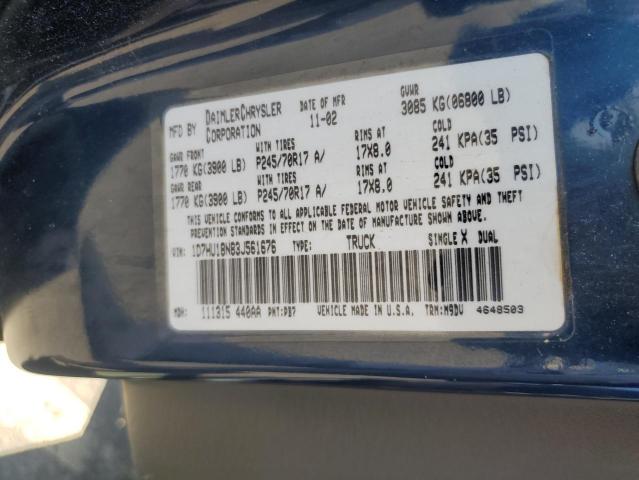 MFD BY DAIMLERCHRYSLER CORPORATION DATE OF MFR 11-02 GVWR 3085 KG(06800 LB)
GAWR FRONT WITH TIRES RIMS AT COLD
1770 KG(3900 LB) P245/70R17 A/ 17X8.0 241 KPA(35 PSI)
GAWR REAR WITH TIRES RIMS AT COLD
1770 KG(3900 LB) P245/70R17 A/ 17X8.0 241 KPA(35 PSI)
THIS VEHICLE CONFORMS TO ALL APPLICABLE FEDERAL MOTOR VEHICLE SAFETY AND THEFT
PREVENTION STANDARDS IN EFFECT ON THE DATE OF MANUFACTURE SHOWN ABOVE.
VIN: 1D7HU18N83J561676 TYPE: TRUCK SINGLE X DUAL
MDH: 111315 440AA PNT:PB7 VEHICLE MADE IN U.S.A. TRM:M9DV 4648503